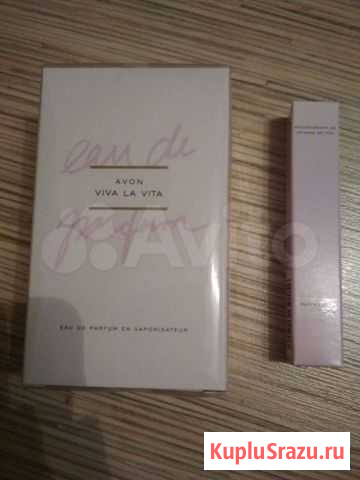 eau de
AVON
VIVA LA VITA
parfum
EAU DE PARFUM EN VAPORISATEUR
Avito
KupluSrazu.ru